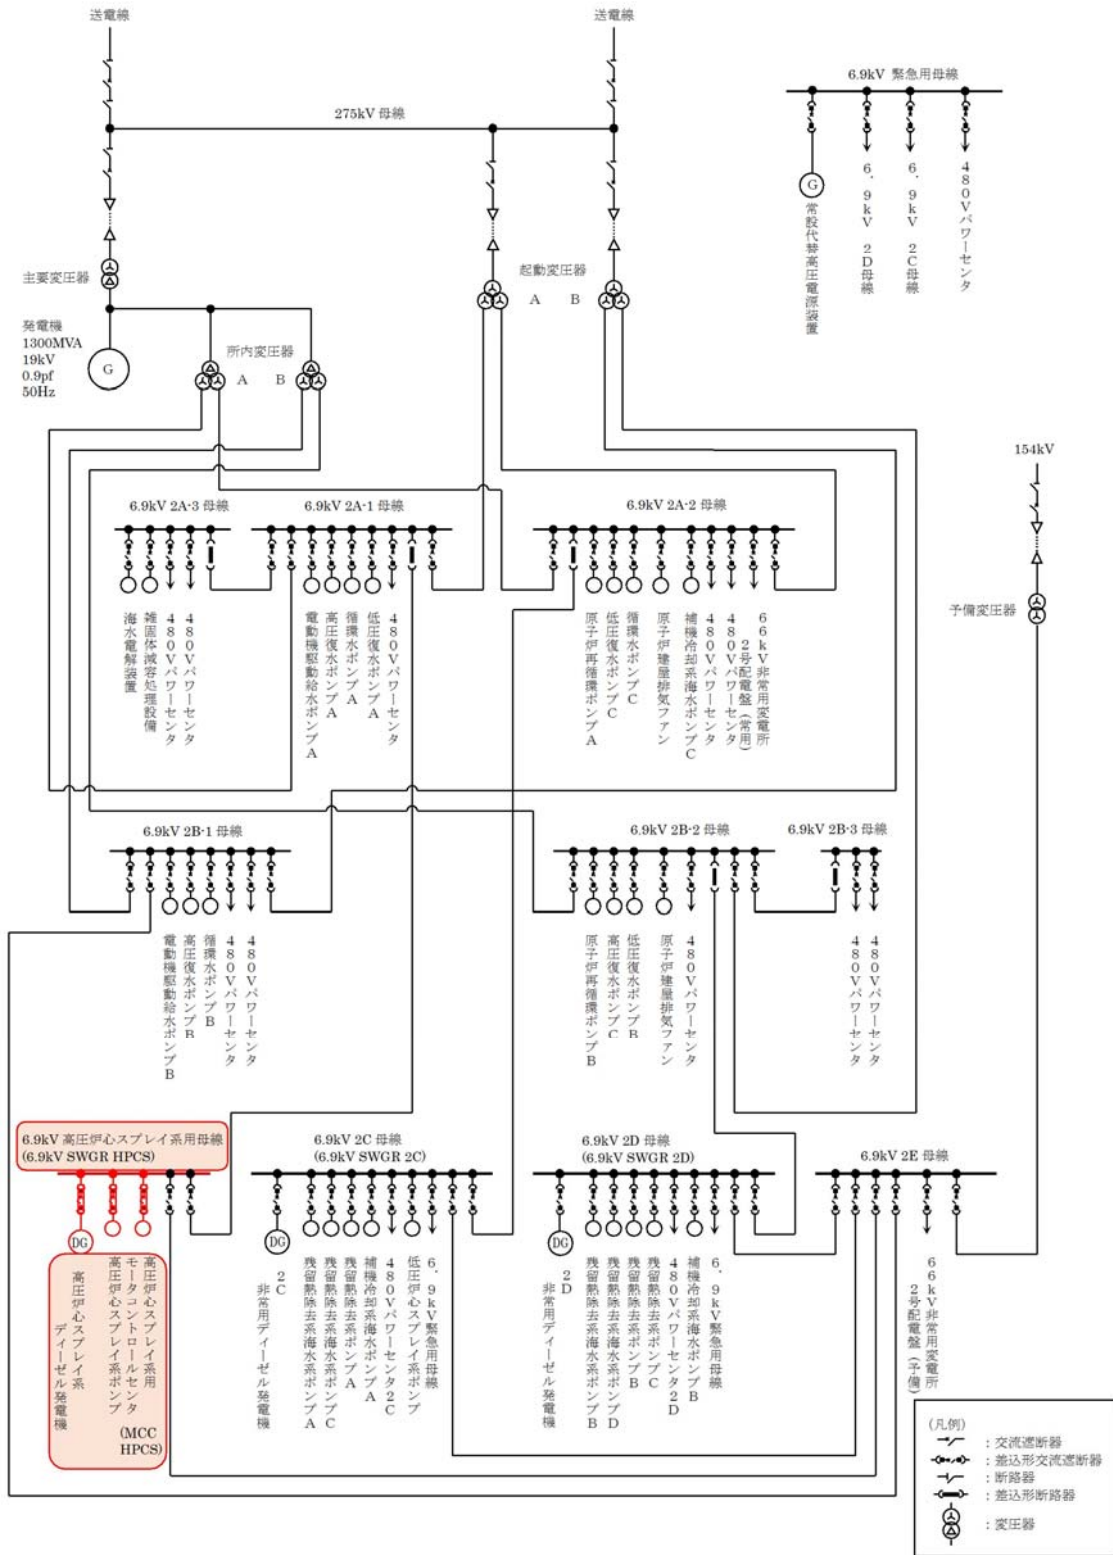 送電線
送電線
6.9kV 緊急用母線
275kV 母線
G
常設代替高圧電源装置
6.9kV 2D母線
6.9kV 2C母線
480Vパワーセンタ
主要変圧器
起動変圧器
A
B
発電機
1300MVA
19kV
0.9pf
50Hz
G
所内変圧器
A
B
154kV
予備変圧器
6.9kV 2A-3 母線
海水電解装置
雑固体減容処理設備
480Vパワーセンタ
480Vパワーセンタ
6.9kV 2A-1 母線
電動機駆動給水ポンプA
高圧復水ポンプA
循環水ポンプA
低圧復水ポンプA
480Vパワーセンタ
6.9kV 2A-2 母線
原子炉再循環ポンプA
低圧復水ポンプC
循環水ポンプC
原子炉建屋排気ファン
補機冷却系海水ポンプC
480Vパワーセンタ
480Vパワーセンタ
66kV非常用変電所
2号配電盤(常用)
6.9kV 2B-1 母線
電動機駆動給水ポンプB
高圧復水ポンプB
循環水ポンプB
480Vパワーセンタ
480Vパワーセンタ
6.9kV 2B-2 母線
原子炉再循環ポンプB
高圧復水ポンプC
低圧復水ポンプB
原子炉建屋排気ファン
480Vパワーセンタ
6.9kV 2B-3 母線
480Vパワーセンタ
480Vパワーセンタ
6.9kV 高圧炉心スプレイ系用母線
(6.9kV SWGR HPCS)
DG
高圧炉心スプレイ系
ディーゼル発電機
高圧炉心スプレイ系ポンプ
高圧炉心スプレイ系用
モータコントロールセンタ
(MCC
HPCS)
6.9kV 2C 母線
(6.9kV SWGR 2C)
DG
2C
非常用ディーゼル発電機
残留熱除去系海水系ポンプA
残留熱除去系海水系ポンプC
残留熱除去系ポンプA
補機冷却系海水ポンプA
480Vパワーセンタ2C
低圧炉心スプレイ系ポンプ
6.9kV緊急用母線
6.9kV 2D 母線
(6.9kV SWGR 2D)
DG
2D
非常用ディーゼル発電機
残留熱除去系海水系ポンプB
残留熱除去系海水系ポンプD
残留熱除去系ポンプB
残留熱除去系ポンプC
480Vパワーセンタ2D
補機冷却系海水ポンプB
6.9kV緊急用母線
6.9kV 2E 母線
66kV非常用変電所
2号配電盤(予備)
(凡例)
:交流遮断器
:差込形交流遮断器
:断路器
:差込形断路器
:変圧器